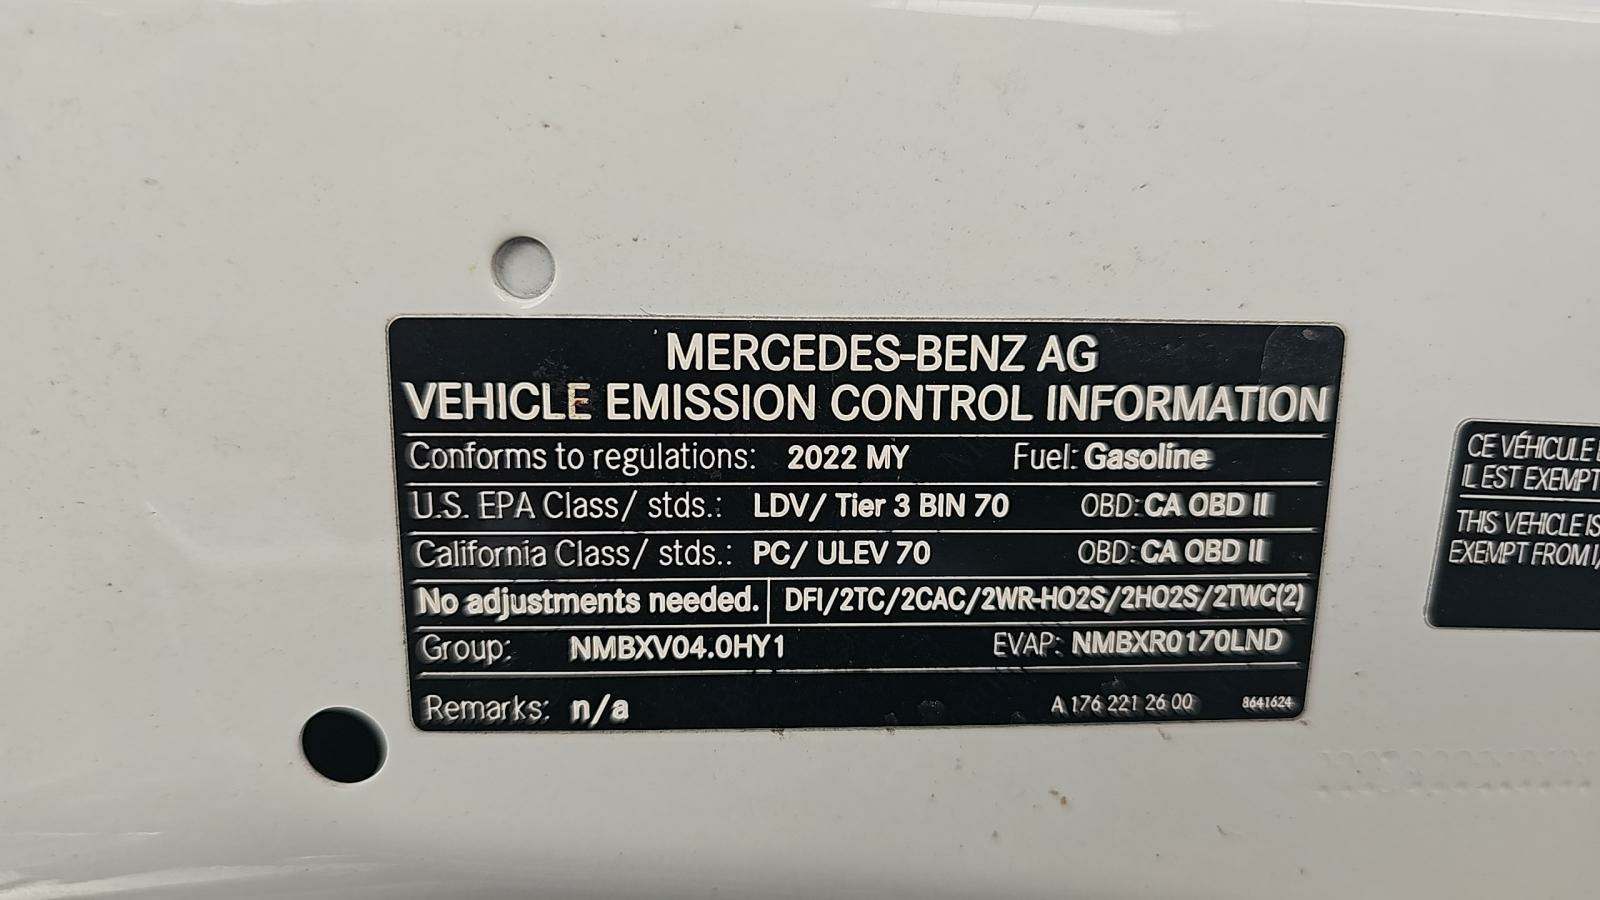 MERCEDES-BENZ AG
VEHICLE EMISSION CONTROL INFORMATION
Conforms to regulations: 2022 MY Fuel: Gasoline
U.S. EPA Class/ stds.: LDV/ Tier 3 BIN 70 OBD: CA OBD II
California Class/ stds.: PC/ ULEV 70 OBD: CA OBD II
No adjustments needed. DFI/2TC/2CAC/2WR-HO2S/2HO2S/2TWC(2)
Group: NMBXV04.0HY1 EVAP: NMBXR0170LND
Remarks: n/a A 176 221 26 00 8641624
CE VÉHICULE
IL EST EXEMPT
THIS VEHICLE IS
EXEMPT FROM